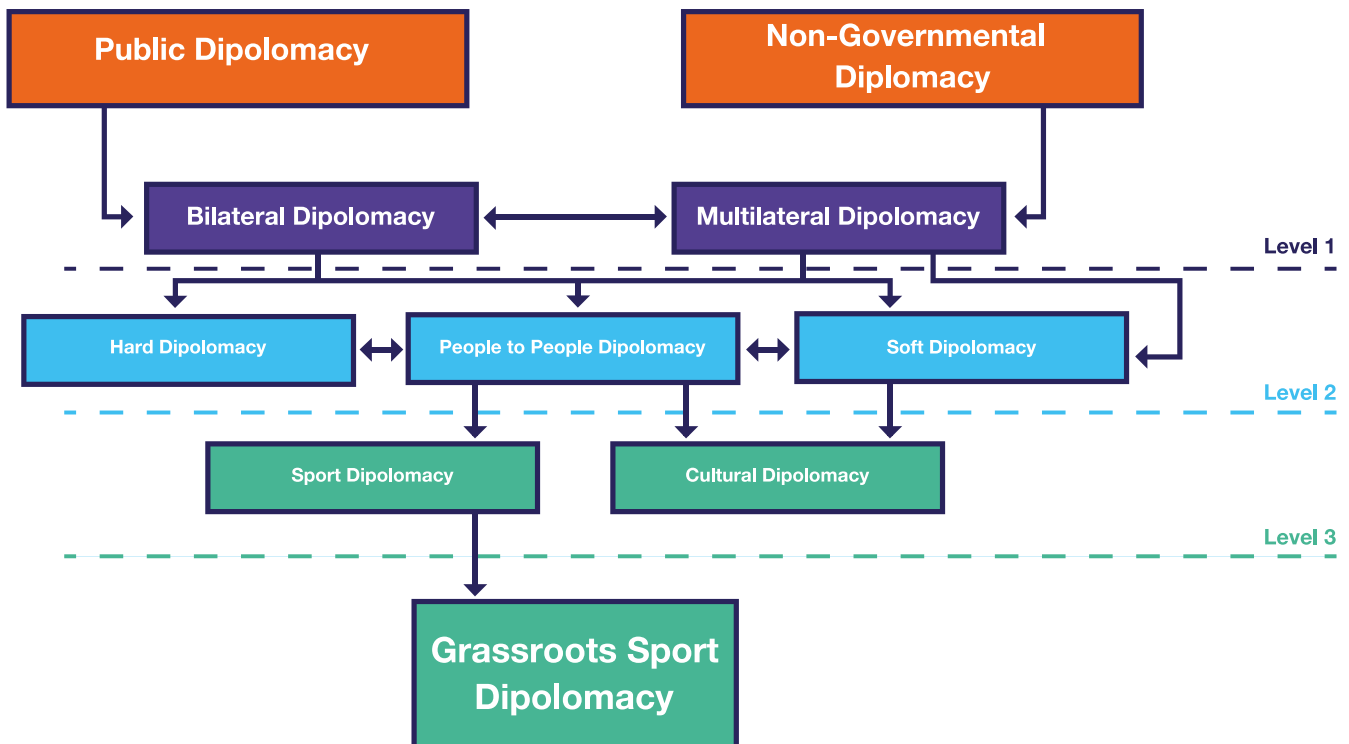 Public Dipolomacy
Non-Governmental
Diplomacy
Bilateral Dipolomacy
Multilateral Dipolomacy
Level 1
Hard Dipolomacy
People to People Dipolomacy
Soft Dipolomacy
Level 2
Sport Dipolomacy
Cultural Dipolomacy
Level 3
Grassroots Sport
Dipolomacy